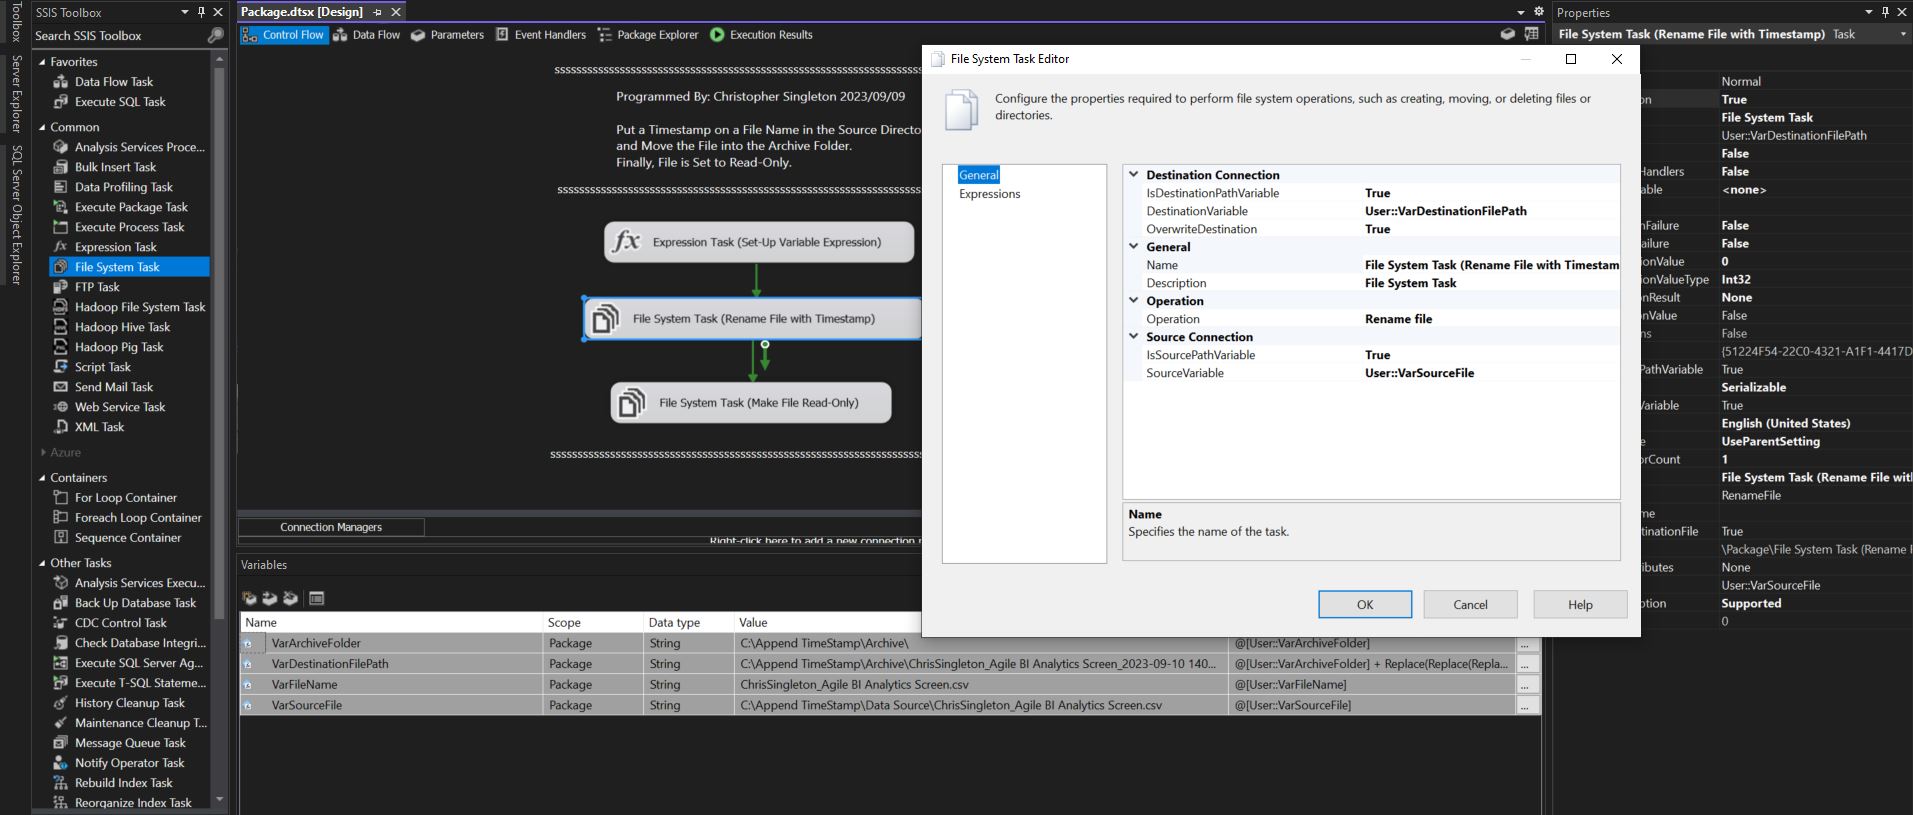 Toolbox
Server Explorer
SQL Server Object Explorer
SSIS Toolbox
Search SSIS Toolbox
Favorites
Data Flow Task
Execute SQL Task
Common
Analysis Services Proce...
Bulk Insert Task
Data Profiling Task
Execute Package Task
Execute Process Task
Expression Task
File System Task
FTP Task
Hadoop File System Task
Hadoop Hive Task
Hadoop Pig Task
Script Task
Send Mail Task
Web Service Task
XML Task
Azure
Containers
For Loop Container
Foreach Loop Container
Sequence Container
Other Tasks
Analysis Services Execu...
Back Up Database Task
CDC Control Task
Check Database Integri...
Execute SQL Server Ag...
Execute T-SQL Stateme...
History Cleanup Task
Maintenance Cleanup T...
Message Queue Task
Notify Operator Task
Rebuild Index Task
Reorganize Index Task
Package.dtsx [Design]
Control Flow Data Flow Parameters Event Handlers Package Explorer Execution Results
Programmed By: Christopher Singleton 2023/09/09
Put a Timestamp on a File Name in the Source Directo
and Move the File into the Archive Folder.
Finally, File is Set to Read-Only.
fx Expression Task (Set-Up Variable Expression)
File System Task (Rename File with Timestamp)
File System Task (Make File Read-Only)
Connection Managers
Right-click here to add a new connection
Variables
Name Scope Data type Value
VarArchiveFolder Package String C:\Append TimeStamp\Archive\ @[User::VarArchiveFolder] ...
VarDestinationFilePath Package String C:\Append TimeStamp\Archive\ChrisSingleton_Agile BI Analytics Screen_2023-09-10 140... @[User::VarArchiveFolder] + Replace(Replace(Repla... ...
VarFileName Package String ChrisSingleton_Agile BI Analytics Screen.csv @[User::VarFileName] ...
VarSourceFile Package String C:\Append TimeStamp\Data Source\ChrisSingleton_Agile BI Analytics Screen.csv @[User::VarSourceFile] ...
File System Task Editor
Configure the properties required to perform file system operations, such as creating, moving, or deleting files or
directories.
General
Expressions
Destination Connection
IsDestinationPathVariable True
DestinationVariable User::VarDestinationFilePath
OverwriteDestination True
General
Name File System Task (Rename File with Timestam
Description File System Task
Operation
Operation Rename file
Source Connection
IsSourcePathVariable True
SourceVariable User::VarSourceFile
Name
Specifies the name of the task.
OK Cancel Help
Properties
File System Task (Rename File with Timestamp) Task
Normal
on True
File System Task
User::VarDestinationFilePath
False
Handlers False
able <none>
nFailure False
ailure False
ionValue 0
ionValueType Int32
onResult None
onValue False
ns False
{51224F54-22C0-4321-A1F1-4417D
PathVariable True
Serializable
ariable True
English (United States)
e UseParentSetting
orCount 1
File System Task (Rename File wit
RenameFile
me
tinationFile True
\Package\File System Task (Rename F
ibutes None
User::VarSourceFile
otion Supported
0